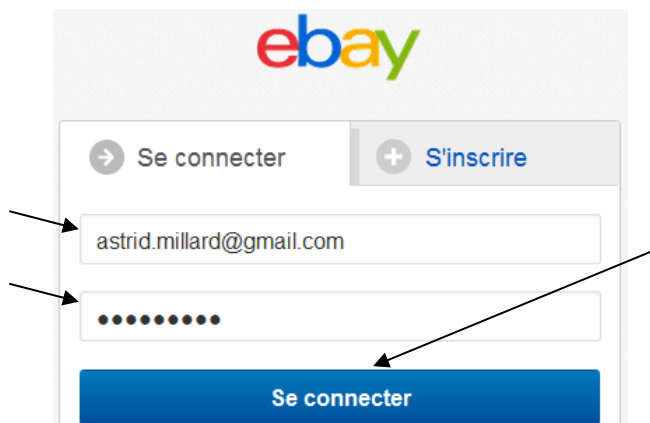 ebay
Se connecter S'inscrire
astrid.millard@gmail.com
•••••••••
Se connecter